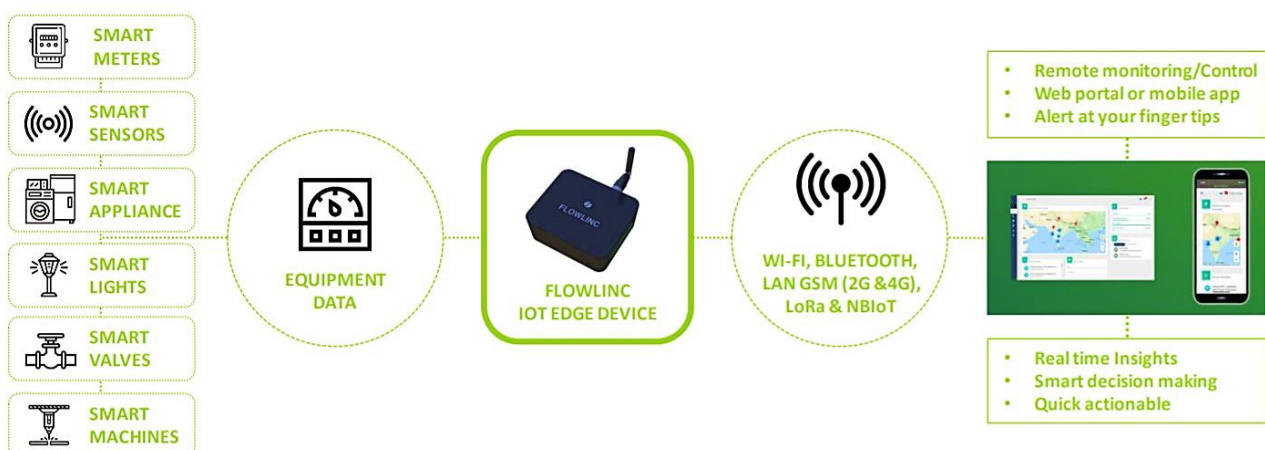 SMART
METERS
SMART
SENSORS
SMART
APPLIANCE
SMART
LIGHTS
SMART
VALVES
SMART
MACHINES
EQUIPMENT
DATA
FLOWLINC
FLOWLINC
IOT EDGE DEVICE
WI-FI, BLUETOOTH,
LAN GSM (2G &4G),
LoRa & NBIoT
• Remote monitoring/Control
• Web portal or mobile app
• Alert at your finger tips
• Real time Insights
• Smart decision making
• Quick actionable